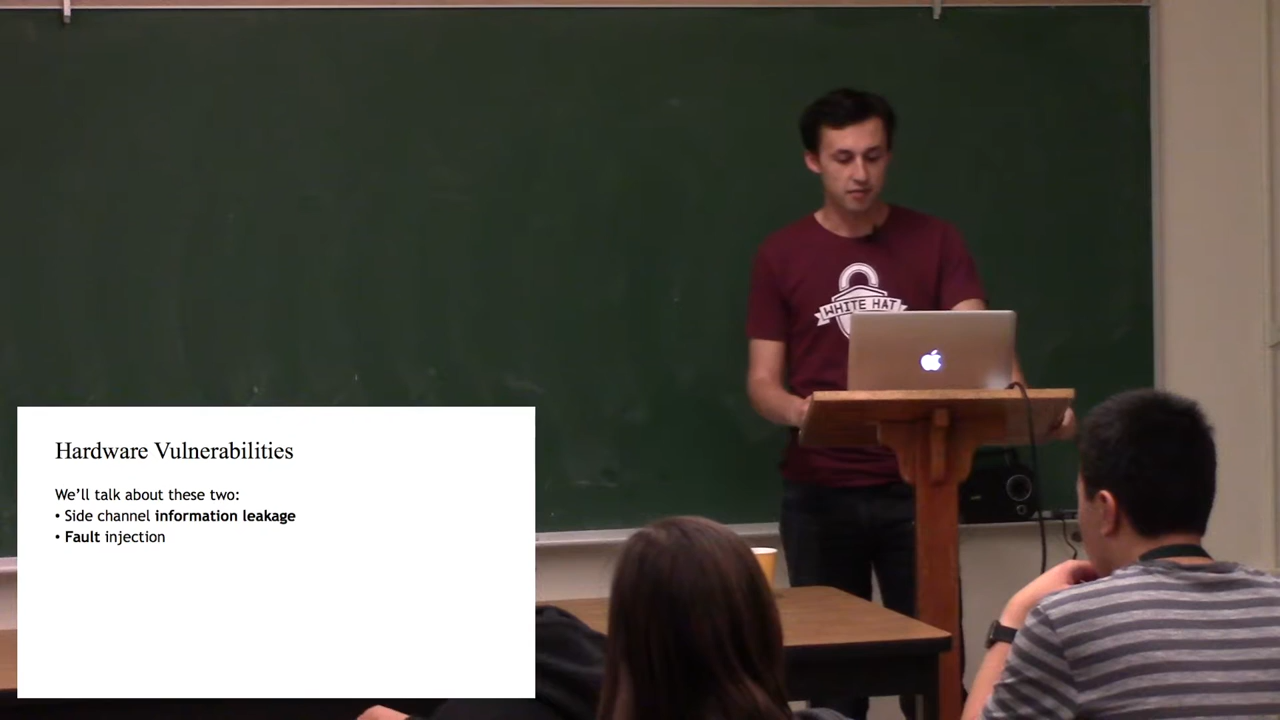 WHITE HAT
Hardware Vulnerabilities
We'll talk about these two:
• Side channel information leakage
• Fault injection